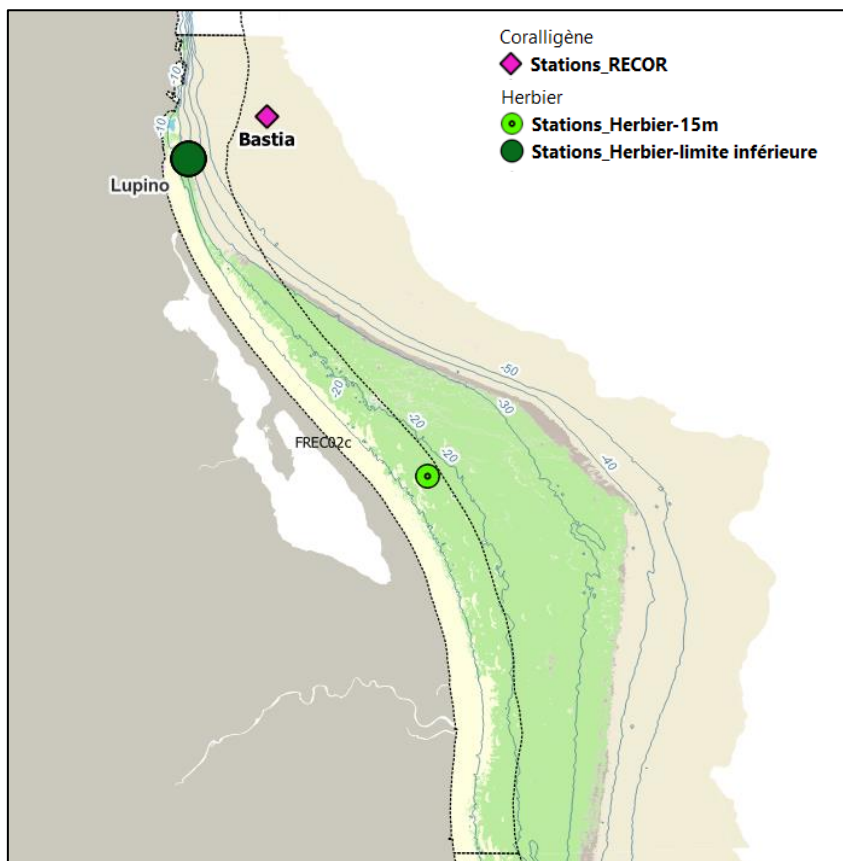 Coralligène
Stations_RECOR
Herbier
Stations_Herbier-15m
Stations_Herbier-limite inférieure
-10
-10
Bastia
Lupino
-50
-30
-20
-20
-20
-40
FREC02c